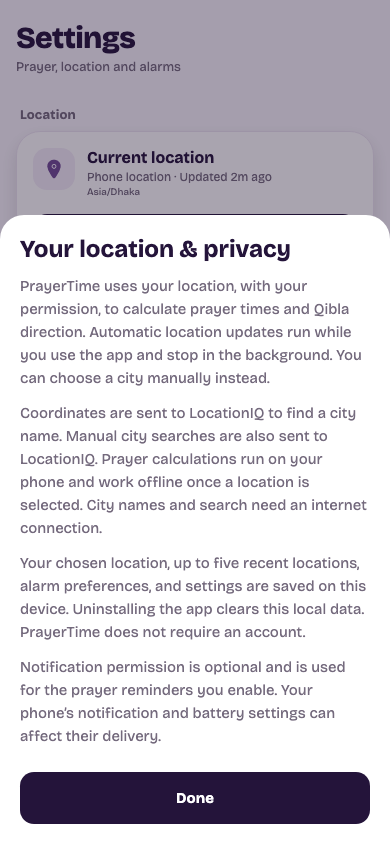 Settings
Prayer, location and alarms
Location
Current location
Phone location · Updated 2m ago
Asia/Dhaka
Your location & privacy
PrayerTime uses your location, with your
permission, to calculate prayer times and Qibla
direction. Automatic location updates run while
you use the app and stop in the background. You
can choose a city manually instead.
Coordinates are sent to LocationIQ to find a city
name. Manual city searches are also sent to
LocationIQ. Prayer calculations run on your
phone and work offline once a location is
selected. City names and search need an internet
connection.
Your chosen location, up to five recent locations,
alarm preferences, and settings are saved on this
device. Uninstalling the app clears this local data.
PrayerTime does not require an account.
Notification permission is optional and is used
for the prayer reminders you enable. Your
phone’s notification and battery settings can
affect their delivery.
Done